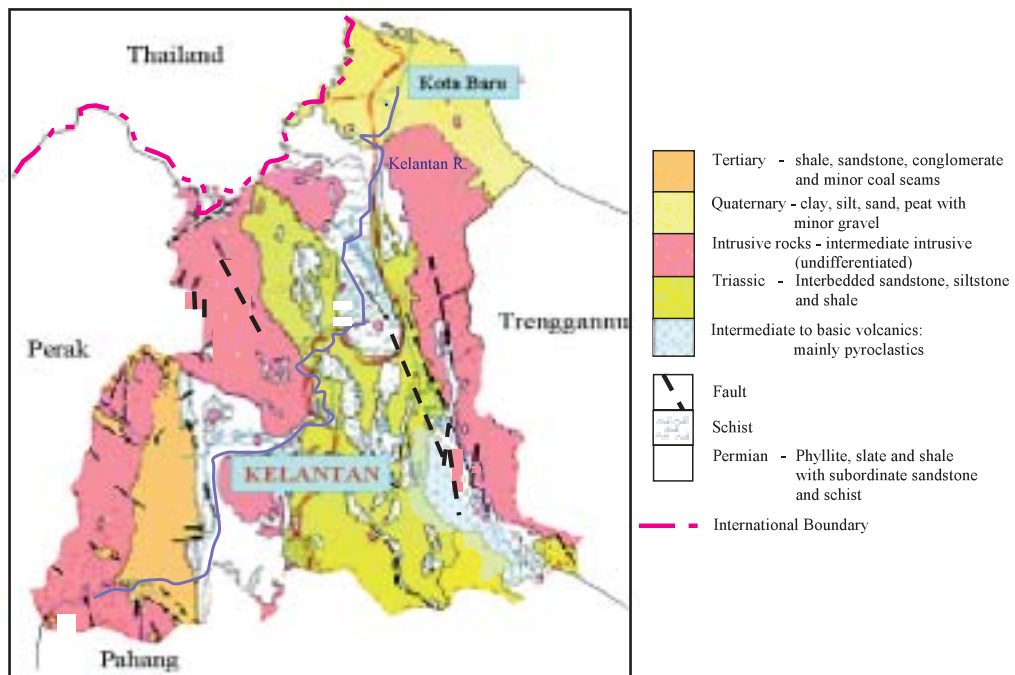 Thailand
Kota Baru
Kelantan R.
Perak
Trenggannu
KELANTAN
Pahang
Tertiary - shale, sandstone, conglomerate
and minor coal seams
Quaternary - clay, silt, sand, peat with
minor gravel
Intrusive rocks - intermediate intrusive
(undifferentiated)
Triassic - Interbedded sandstone, siltstone
and shale
Intermediate to basic volcanics:
mainly pyroclastics
Fault
Schist
Permian - Phyllite, slate and shale
with subordinate sandstone
and schist
International Boundary